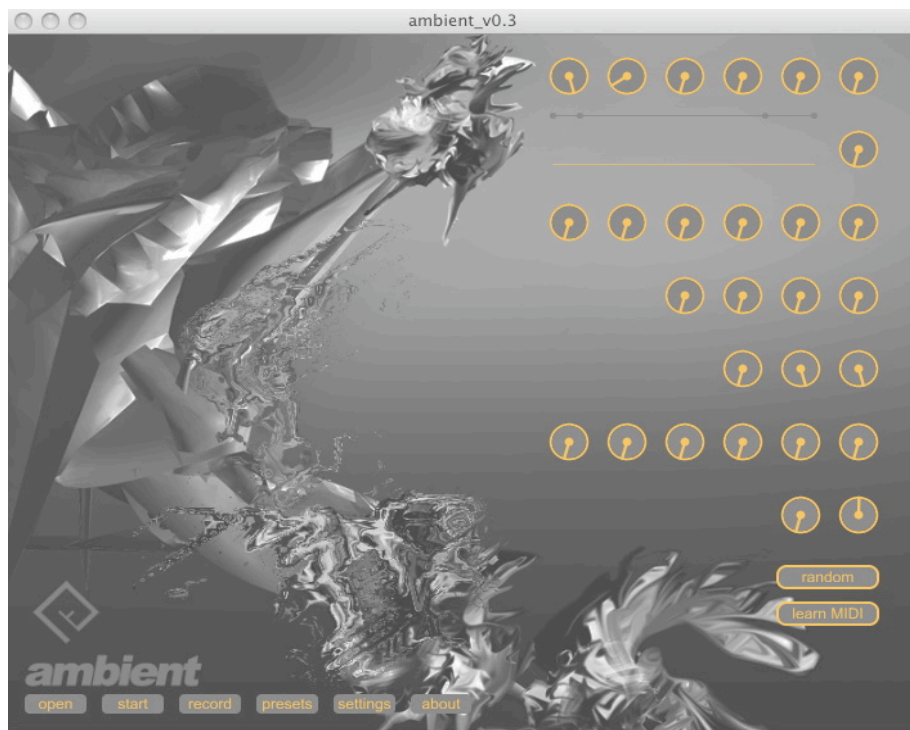 ambient_v0.3
random
learn MIDI
ambient
open start record presets settings about